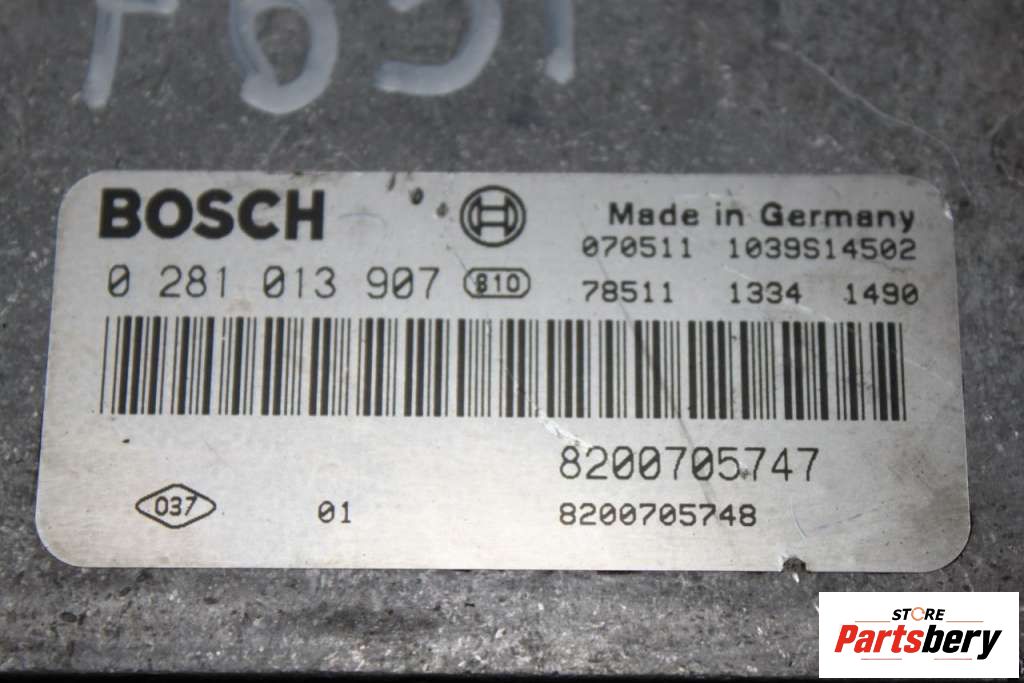 BOSCH
Made in Germany
070511 1039S14502
0 281 013 907 810
78511 1334 1490
8200705747
037 01 8200705748
STORE
Partsbery